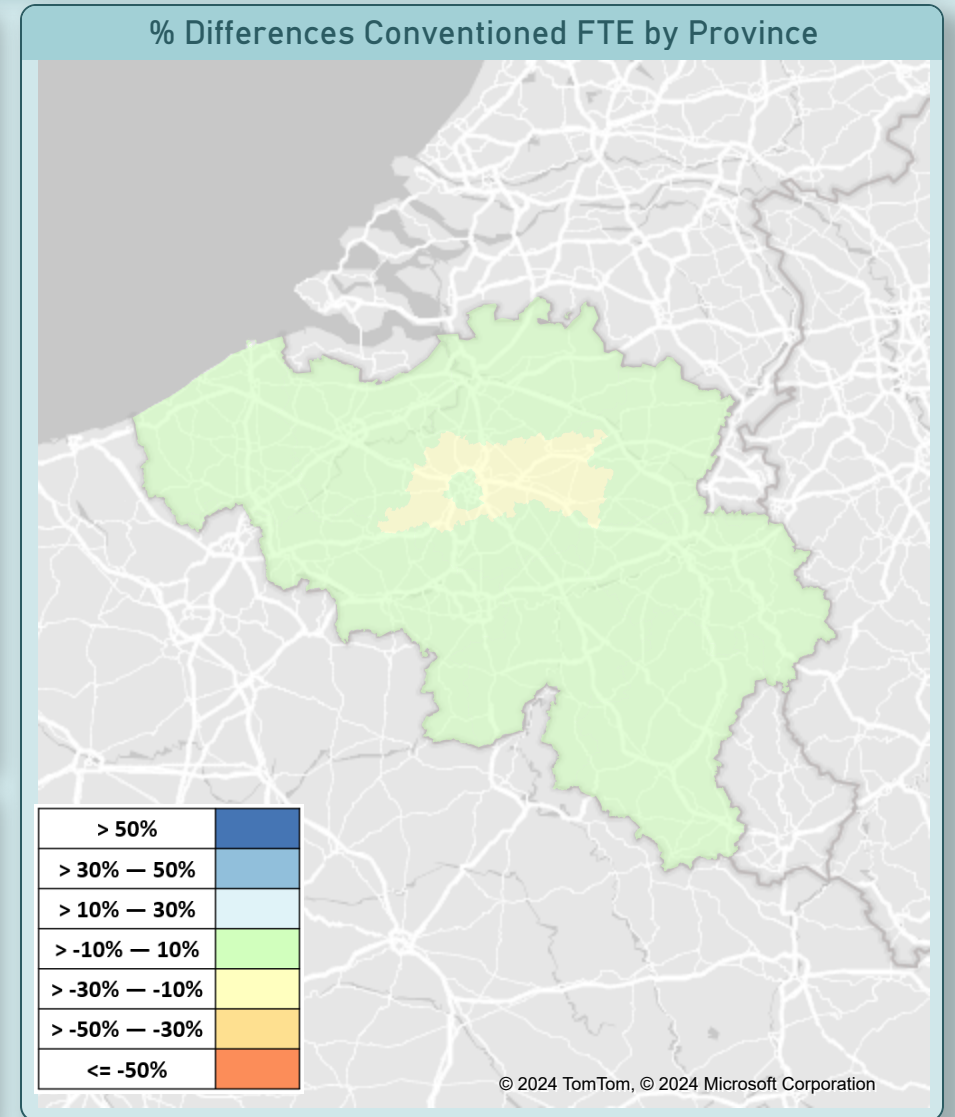 % Differences Conventioned FTE by Province
> 50%
> 30% — 50%
> 10% — 30%
> -10% — 10%
> -30% — -10%
> -50% — -30%
<= -50%
© 2024 TomTom, © 2024 Microsoft Corporation